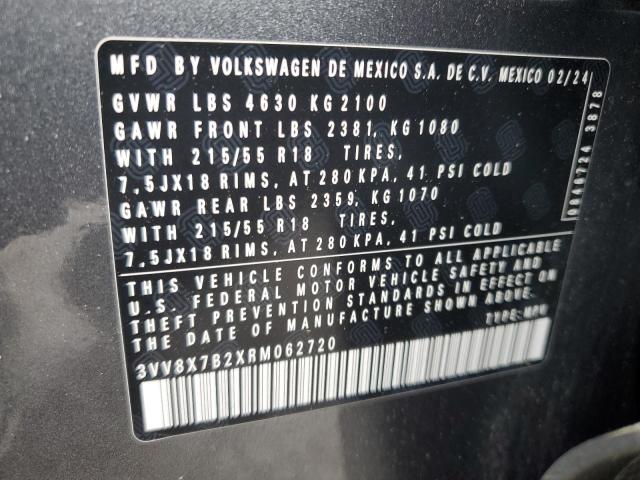 MFD BY VOLKSWAGEN DE MEXICO S.A. DE C.V. MEXICO 02/24
GVWR LBS 4630 KG 2100
GAWR FRONT LBS 2381, KG 1080
WITH 215/55 R18 TIRES,
7,5JX18 RIMS, AT 280 KPA, 41 PSI COLD
GAWR REAR LBS 2359, KG 1070
WITH 215/55 R18 TIRES,
7,5JX18 RIMS, AT 280 KPA, 41 PSI COLD
THIS VEHICLE CONFORMS TO ALL APPLICABLE
U.S. FEDERAL MOTOR VEHICLE SAFETY AND
THEFT PREVENTION STANDARDS IN EFFECT ON
DATE OF MANUFACTURE SHOWN ABOVE.
TYPE: MPV
3VV8X7B2XRM062720
3878